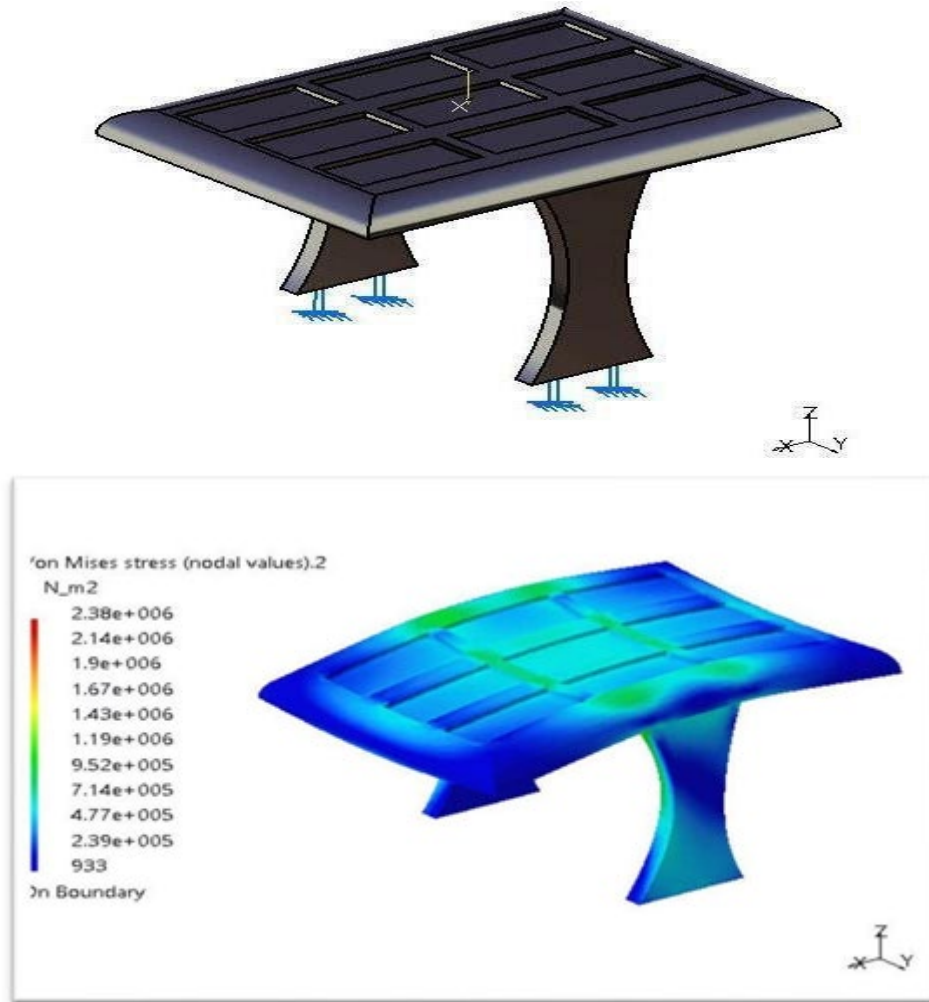 X
Z
X Y
'on Mises stress (nodal values).2
N_m2
2.38e+006
2.14e+006
1.9e+006
1.67e+006
1.43e+006
1.19e+006
9.52e+005
7.14e+005
4.77e+005
2.39e+005
933
On Boundary
Z
X Y